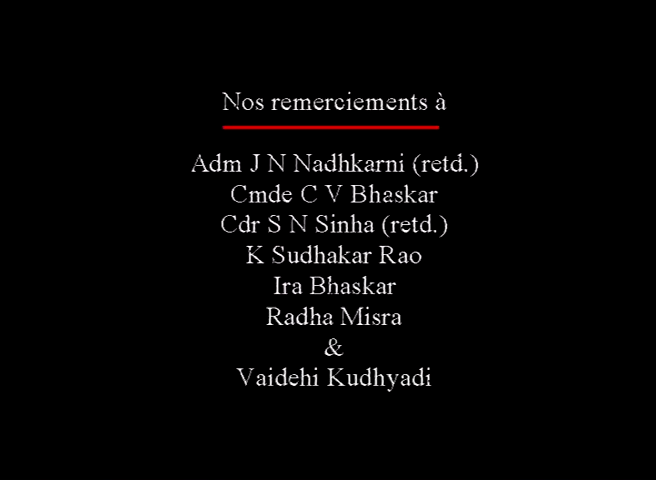 Nos remerciements à
Adm J N Nadhkarni (retd.)
Cmde C V Bhaskar
Cdr S N Sinha (retd.)
K Sudhakar Rao
Ira Bhaskar
Radha Misra
&
Vaidehi Kudhyadi